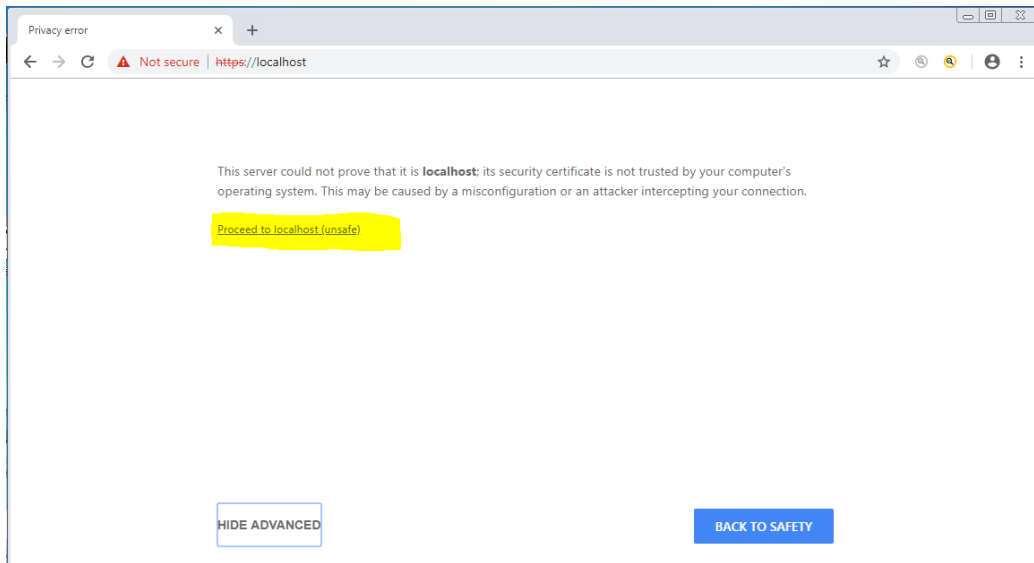 Privacy error
Not secure | https://localhost
This server could not prove that it is localhost; its security certificate is not trusted by your computer's
operating system. This may be caused by a misconfiguration or an attacker intercepting your connection.
Proceed to localhost (unsafe)
HIDE ADVANCED
BACK TO SAFETY